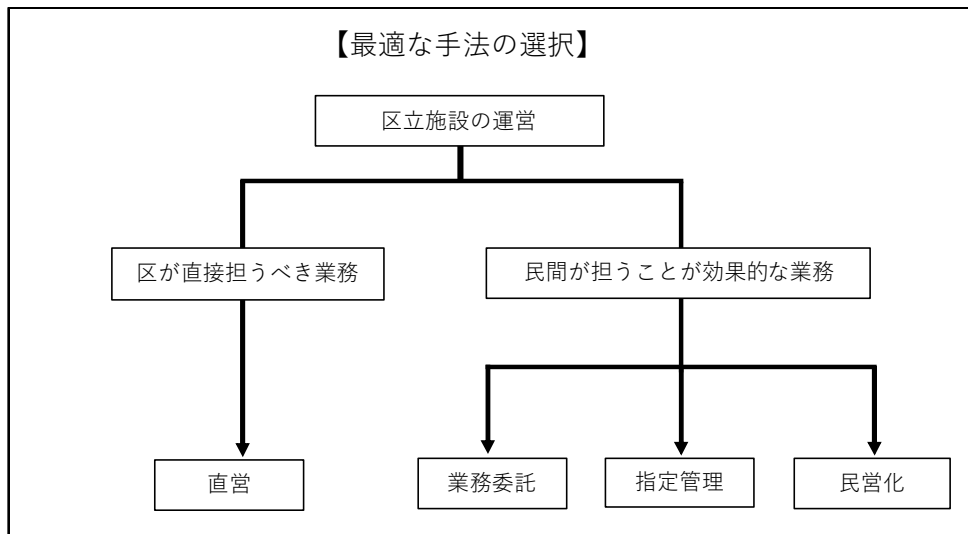 【最適な手法の選択】
区立施設の運営
区が直接担うべき業務
民間が担うことが効果的な業務
直営
業務委託
指定管理
民営化